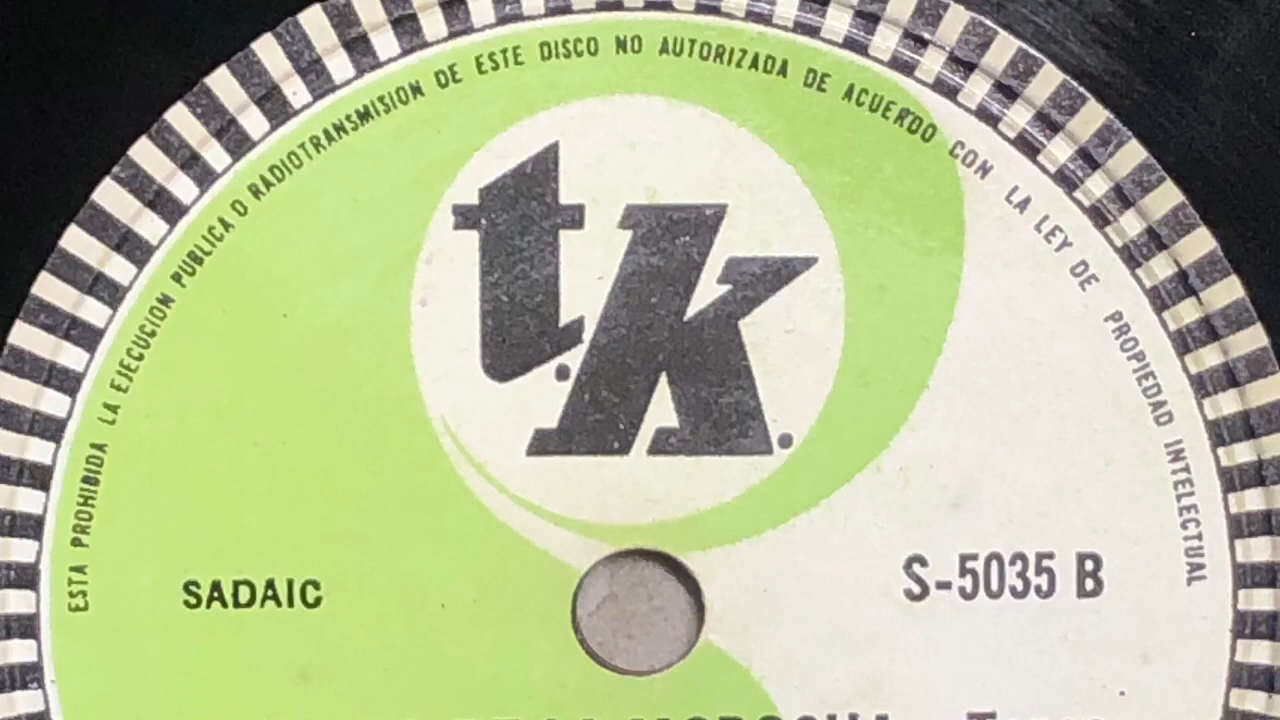 ESTA PROHIBIDA LA EJECUCION PUBLICA O RADIOTRANSMISION DE ESTE DISCO NO AUTORIZADA DE ACUERDO CON LA LEY DE PROPIEDAD INTELECTUAL
t.k.
SADAIC
S-5035 B